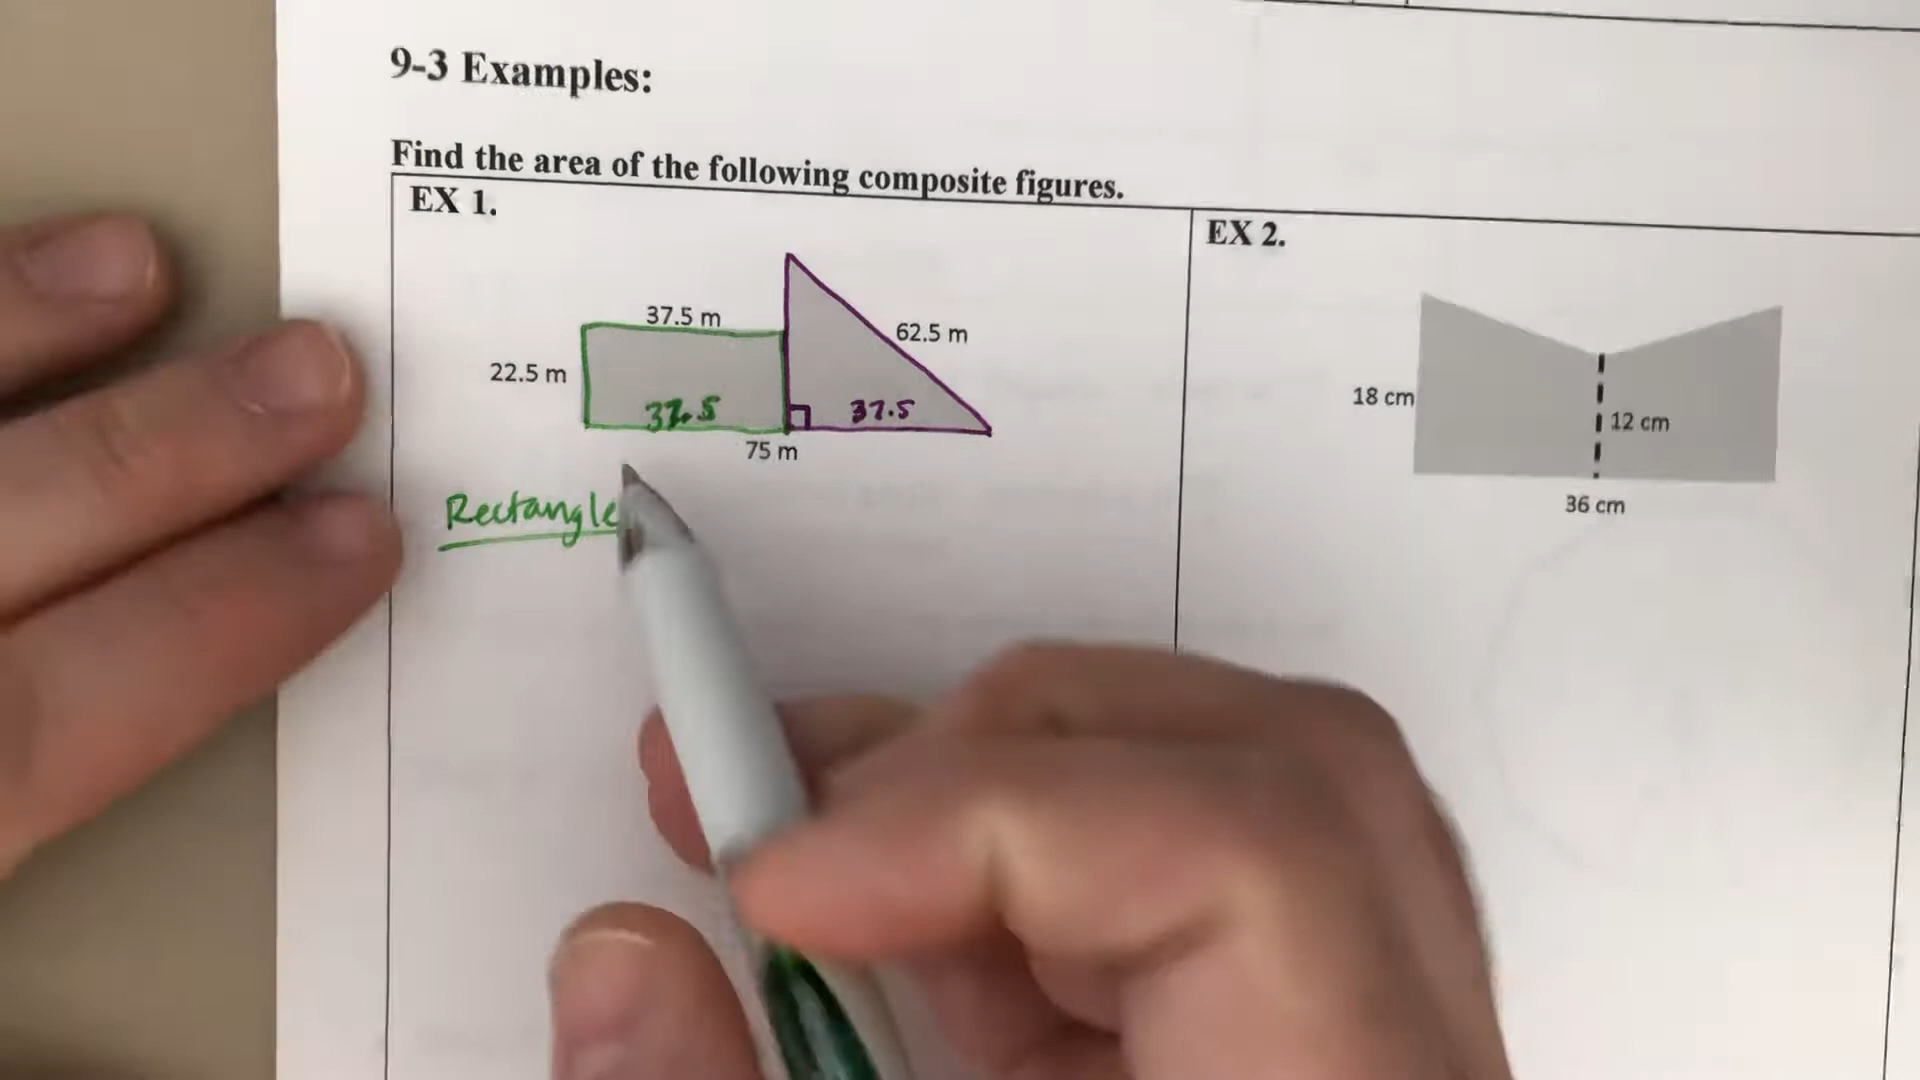 9-3 Examples:
Find the area of the following composite figures.
EX 1.
37.5 m
62.5 m
22.5 m
37.5
37.5
75 m
Rectangle
EX 2.
18 cm
12 cm
36 cm